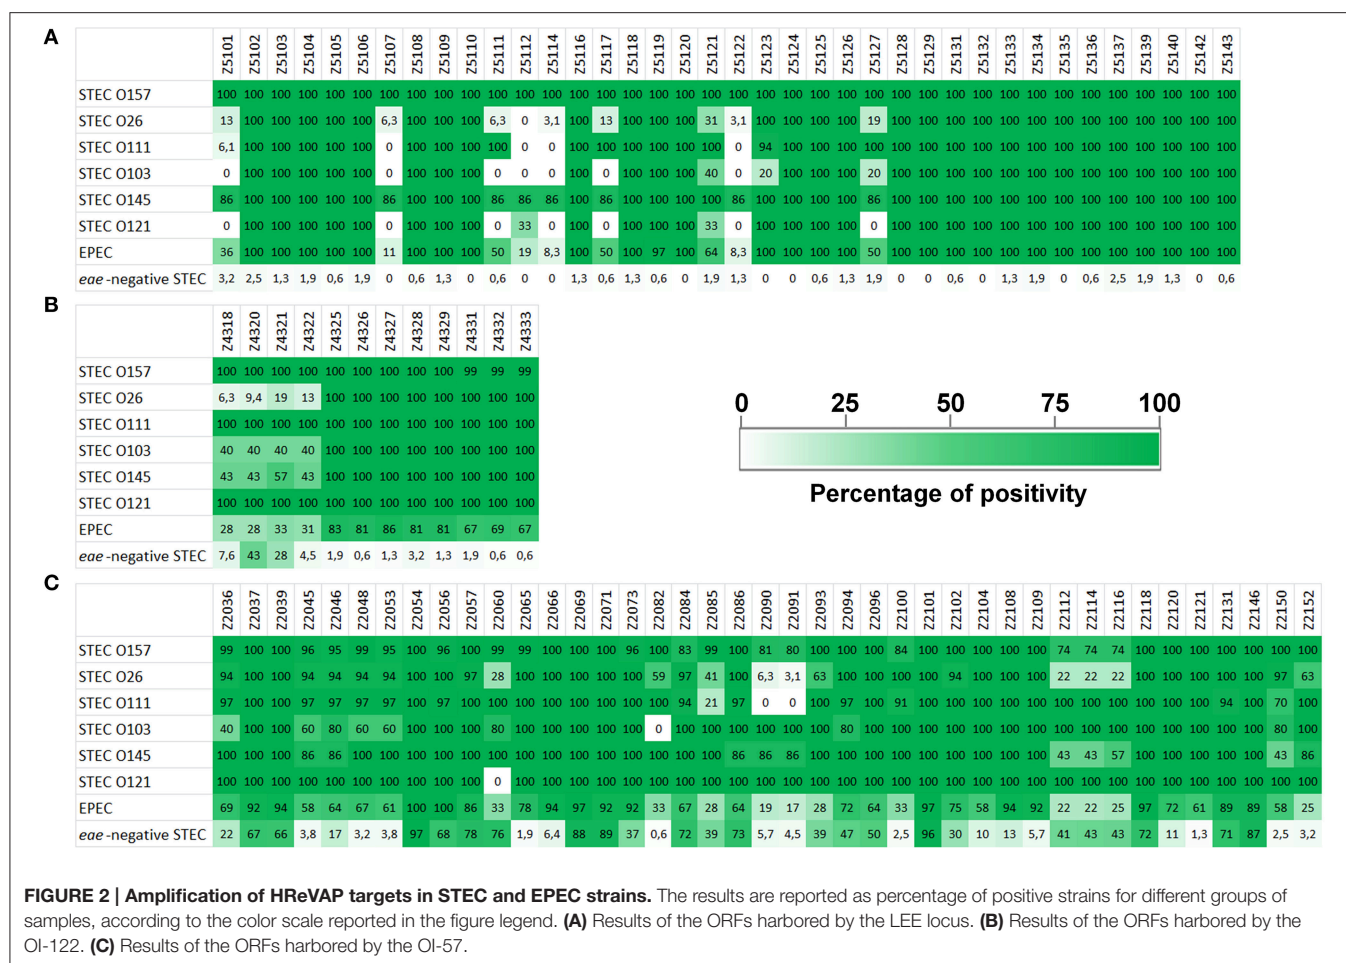 A
Z5101 Z5102 Z5103 Z5104 Z5105 Z5106 Z5107 Z5108 Z5109 Z5110 Z5111 Z5112 Z5114 Z5116 Z5117 Z5118 Z5119 Z5120 Z5121 Z5122 Z5123 Z5124 Z5125 Z5126 Z5127 Z5128 Z5129 Z5131 Z5132 Z5133 Z5134 Z5135 Z5136 Z5137 Z5139 Z5140 Z5142 Z5143
STEC O157 100 100 100 100 100 100 100 100 100 100 100 100 100 100 100 100 100 100 100 100 100 100 100 100 100 100 100 100 100 100 100 100 100 100 100 100 100 100
STEC O26 13 100 100 100 100 100 6,3 100 100 100 6,3 0 3,1 100 13 100 100 100 31 3,1 100 100 100 100 19 100 100 100 100 100 100 100 100 100 100 100 100 100
STEC O111 6,1 100 100 100 100 100 0 100 100 100 100 0 0 100 100 100 100 100 100 0 94 100 100 100 100 100 100 100 100 100 100 100 100 100 100 100 100 100
STEC O103 0 100 100 100 100 100 0 100 100 100 0 0 0 100 0 100 100 100 40 0 20 100 100 100 20 100 100 100 100 100 100 100 100 100 100 100 100 100
STEC O145 86 100 100 100 100 100 86 100 100 100 86 86 86 100 86 100 100 100 100 86 100 100 100 100 86 100 100 100 100 100 100 100 100 100 100 100 100 100
STEC O121 0 100 100 100 100 100 0 100 100 100 0 33 0 100 0 100 100 100 33 0 100 100 100 100 0 100 100 100 100 100 100 100 100 100 100 100 100 100
EPEC 36 100 100 100 100 100 11 100 100 100 50 19 8,3 100 50 100 97 100 64 8,3 100 100 100 100 50 100 100 100 100 100 100 100 100 100 100 100 100 100
eae -negative STEC 3,2 2,5 1,3 1,9 0,6 1,9 0 0,6 1,3 0 0,6 0 0 1,3 0,6 1,3 0,6 0 1,9 1,3 0 0 0,6 1,3 1,9 0 0 0,6 0 1,3 1,9 0 0,6 2,5 1,9 1,3 0 0,6
B
Z4318 Z4320 Z4321 Z4322 Z4325 Z4326 Z4327 Z4328 Z4329 Z4331 Z4332 Z4333
STEC O157 100 100 100 100 100 100 100 100 100 99 99 99
STEC O26 6,3 9,4 19 13 100 100 100 100 100 100 100 100
STEC O111 100 100 100 100 100 100 100 100 100 100 100 100
STEC O103 40 40 40 40 100 100 100 100 100 100 100 100
STEC O145 43 43 57 43 100 100 100 100 100 100 100 100
STEC O121 100 100 100 100 100 100 100 100 100 100 100 100
EPEC 28 28 33 31 83 81 86 81 81 67 69 67
eae -negative STEC 7,6 43 28 4,5 1,9 0,6 1,3 3,2 1,3 1,9 0,6 0,6
0 25 50 75 100
Percentage of positivity
C
Z2036 Z2037 Z2039 Z2045 Z2046 Z2048 Z2053 Z2054 Z2056 Z2057 Z2060 Z2065 Z2066 Z2069 Z2071 Z2073 Z2082 Z2084 Z2085 Z2086 Z2090 Z2091 Z2093 Z2094 Z2096 Z2100 Z2101 Z2102 Z2104 Z2108 Z2109 Z2112 Z2114 Z2116 Z2118 Z2120 Z2121 Z2131 Z2146 Z2150 Z2152
STEC O157 99 100 100 96 95 99 95 100 96 100 99 99 100 100 100 96 100 83 99 100 81 80 100 100 100 84 100 100 100 100 100 74 74 74 100 100 100 100 100 100 100
STEC O26 94 100 100 94 94 94 94 100 100 97 28 100 100 100 100 100 59 97 41 100 6,3 3,1 63 100 100 100 100 94 100 100 100 22 22 22 100 100 100 100 100 97 63
STEC O111 97 100 100 97 97 97 97 100 97 100 100 100 100 100 100 100 100 94 21 97 0 0 100 97 100 91 100 100 100 100 100 100 100 100 100 100 100 94 100 70 100
STEC O103 40 100 100 60 80 60 60 100 100 100 80 100 100 100 100 100 0 100 100 100 100 100 100 80 100 100 100 100 100 100 100 100 100 100 100 100 100 100 100 80 100
STEC O145 100 100 100 86 86 100 100 100 100 100 100 100 100 100 100 100 100 100 100 86 86 86 100 100 100 100 100 100 100 100 100 43 43 57 100 100 100 100 100 43 86
STEC O121 100 100 100 100 100 100 100 100 100 100 0 100 100 100 100 100 100 100 100 100 100 100 100 100 100 100 100 100 100 100 100 100 100 100 100 100 100 100 100 100 100
EPEC 69 92 94 58 64 67 61 100 100 86 33 78 94 97 92 92 33 67 28 64 19 17 28 72 64 33 97 75 58 94 92 22 22 25 97 72 61 89 89 58 25
eae -negative STEC 22 67 66 3,8 17 3,2 3,8 97 68 78 76 1,9 6,4 88 89 37 0,6 72 39 73 5,7 4,5 39 47 50 2,5 96 30 10 13 5,7 41 43 43 72 11 1,3 71 87 2,5 3,2
FIGURE 2 | Amplification of HReVAP targets in STEC and EPEC strains. The results are reported as percentage of positive strains for different groups of
samples, according to the color scale reported in the figure legend. (A) Results of the ORFs harbored by the LEE locus. (B) Results of the ORFs harbored by the
OI-122. (C) Results of the ORFs harbored by the OI-57.